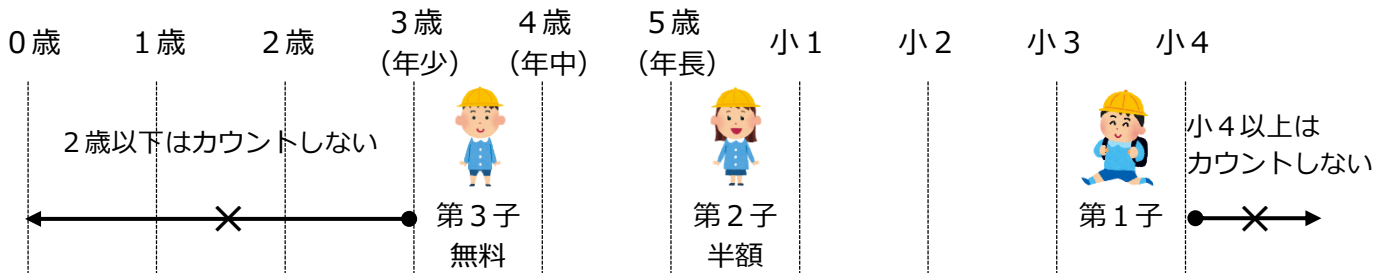 0歳 1歳 2歳 3歳 4歳 5歳 小1 小2 小3 小4
(年少) (年中) (年長)
2歳以下はカウントしない
小4以上は
カウントしない
第3子 第2子 第1子
無料 半額